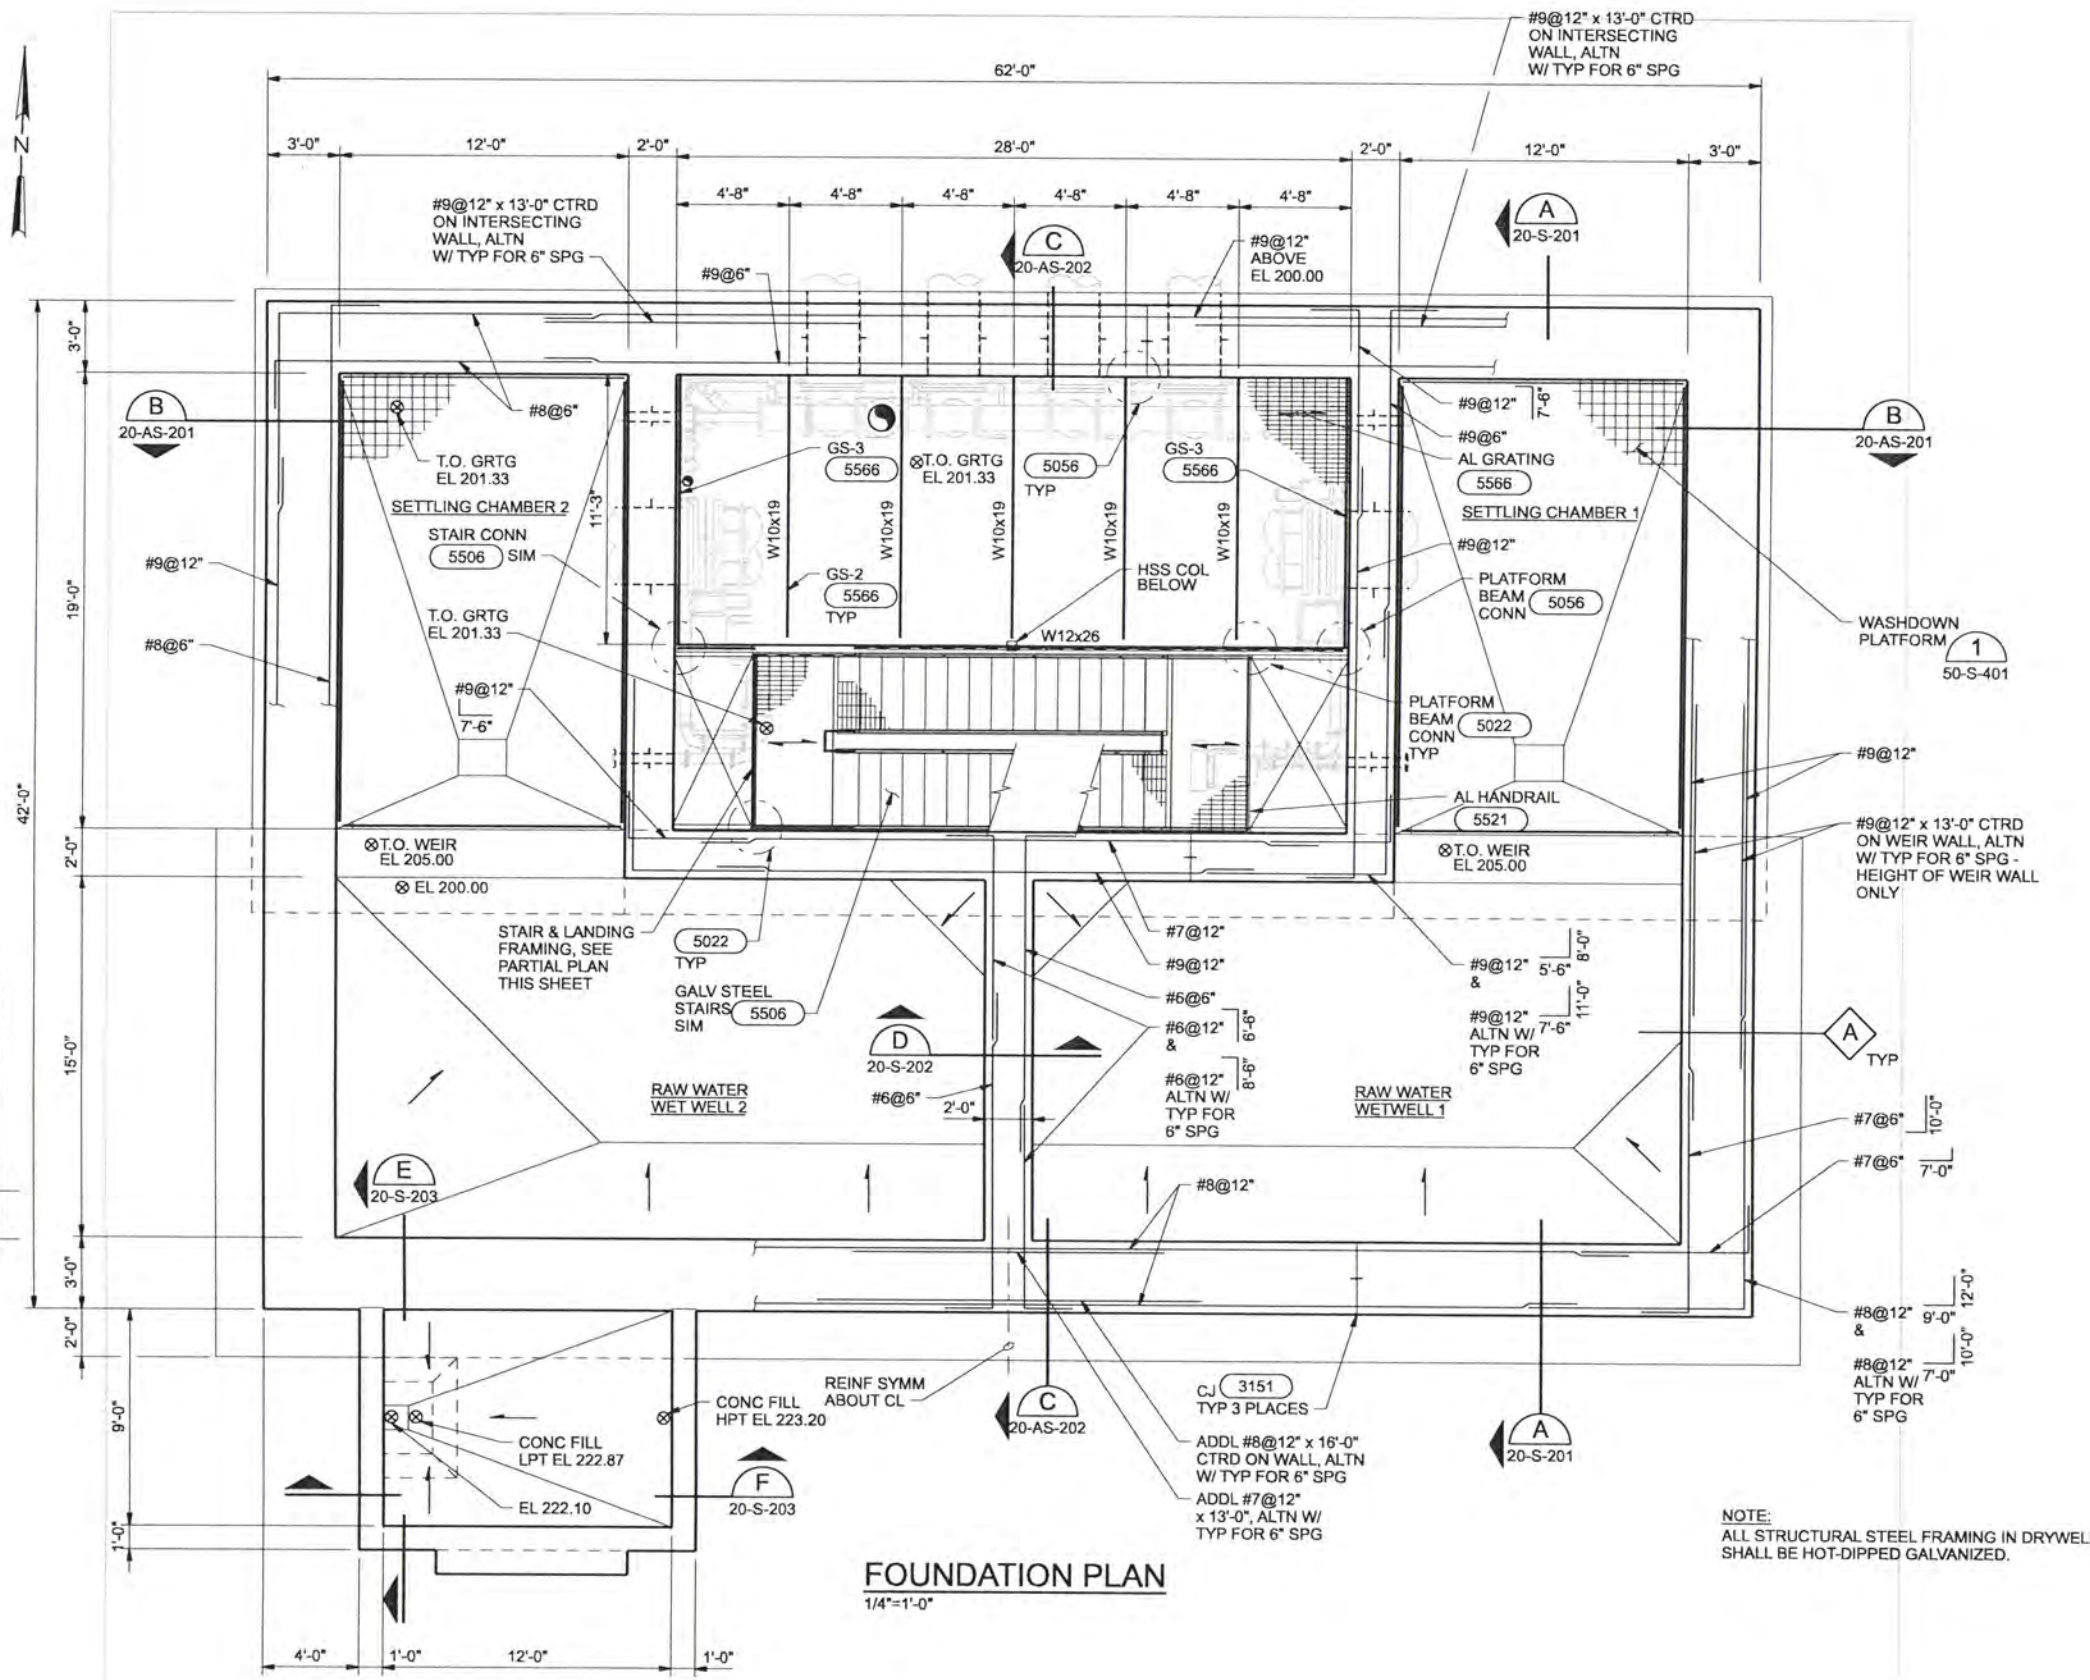 #9@12" x 13'-0" CTRD
ON INTERSECTING
WALL, ALTN
W/ TYP FOR 6" SPG
62'-0"
N
3'-0"
12'-0"
2'-0"
28'-0"
2'-0"
12'-0"
3'-0"
4'-8"
4'-8"
4'-8"
4'-8"
4'-8"
4'-8"
#9@12" x 13'-0" CTRD
ON INTERSECTING
WALL, ALTN
W/ TYP FOR 6" SPG
#9@6"
C
20-AS-202
#9@12"
ABOVE
EL 200.00
A
20-S-201
3'-0"
B
20-AS-201
#8@6"
T.O. GRTG
EL 201.33
SETTLING CHAMBER 2
STAIR CONN
5506 SIM
11'-3"
GS-3
5566
T.O. GRTG
EL 201.33
5056
TYP
GS-3
5566
W10x19
W10x19
W10x19
W10x19
W10x19
#9@12"
7'-6"
#9@6"
AL GRATING
5566
SETTLING CHAMBER 1
B
20-AS-201
#9@12"
19'-0"
T.O. GRTG
EL 201.33
GS-2
5566
TYP
HSS COL
BELOW
#9@12"
PLATFORM
BEAM
CONN 5056
WASHDOWN
PLATFORM
1
50-S-401
#8@6"
W12x26
#9@12"
7'-6"
PLATFORM
BEAM
CONN 5022
TYP
#9@12"
42'-0"
AL HANDRAIL
5521
#9@12" x 13'-0" CTRD
ON WEIR WALL, ALTN
W/ TYP FOR 6" SPG -
HEIGHT OF WEIR WALL
ONLY
2'-0"
T.O. WEIR
EL 205.00
EL 200.00
T.O. WEIR
EL 205.00
STAIR & LANDING
FRAMING, SEE
PARTIAL PLAN
THIS SHEET
5022
TYP
GALV STEEL
STAIRS 5506
SIM
#7@12"
#9@12"
#6@6"
#6@12" 6'-6"
&
#6@12" 8'-6"
ALTN W/
TYP FOR
6" SPG
#9@12" 5'-6" 8'-0"
&
#9@12" 7'-6" 11'-0"
ALTN W/
TYP FOR
6" SPG
A
TYP
15'-0"
D
20-S-202
#6@6"
2'-0"
RAW WATER
WET WELL 2
RAW WATER
WETWELL 1
#7@6" 10'-0"
#7@6" 7'-0"
E
20-S-203
#8@12"
3'-0"
#8@12" 9'-0" 12'-0"
&
#8@12" 7'-0" 10'-0"
ALTN W/
TYP FOR
6" SPG
2'-0"
9'-0"
1'-0"
REINF SYMM
ABOUT CL
CONC FILL
HPT EL 223.20
CONC FILL
LPT EL 222.87
EL 222.10
F
20-S-203
C
20-AS-202
CJ 3151
TYP 3 PLACES
A
20-S-201
ADDL #8@12" x 16'-0"
CTRD ON WALL, ALTN
W/ TYP FOR 6" SPG
ADDL #7@12"
x 13'-0", ALTN W/
TYP FOR 6" SPG
NOTE:
ALL STRUCTURAL STEEL FRAMING IN DRYWEL
SHALL BE HOT-DIPPED GALVANIZED.
FOUNDATION PLAN
1/4"=1'-0"
4'-0"
1'-0"
12'-0"
1'-0"